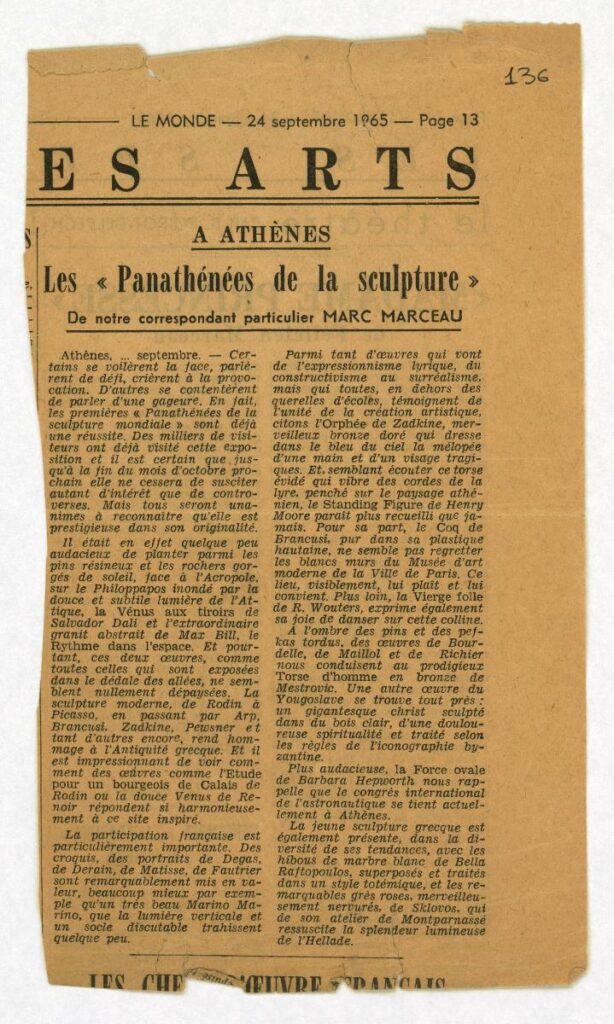 136
LE MONDE — 24 septembre 1965 — Page 13
ES ARTS
A ATHÈNES
Les « Panathénées de la sculpture »
De notre correspondant particulier MARC MARCEAU
Athènes, ... septembre. — Cer-
tains se voilèrent la face, parlè-
rent de défi, crièrent à la provo-
cation. D'autres se contentèrent
de parler d'une gageure. En fait,
les premières « Panathénées de la
sculpture mondiale » sont déjà
une réussite. Des milliers de visi-
teurs ont déjà visité cette expo-
sition et il est certain que jus-
qu'à la fin du mois d'octobre pro-
chain elle ne cessera de susciter
autant d'intérêt que de contro-
verses. Mais tous seront una-
nimes à reconnaître qu'elle est
prestigieuse dans son originalité.
Il était en effet quelque peu
audacieux de planter parmi les
pins résineux et les rochers gor-
gés de soleil, face à l'Acropole,
sur le Philoppapos inondé par la
douce et subtile lumière de l'At-
tique, la Vénus aux tiroirs de
Salvador Dali et l'extraordinaire
granit abstrait de Max Bill, le
Rythme dans l'espace. Et pour-
tant, ces deux œuvres, comme
toutes celles qui sont exposées
dans le dédale des allées, ne sem-
blent nullement dépaysées. La
sculpture moderne, de Rodin à
Picasso, en passant par Arp,
Brancusi, Zadkine, Pewsner et
tant d'autres encore, rend hom-
mage à l'Antiquité grecque. Et il
est impressionnant de voir com-
ment des œuvres comme l'Etude
pour un bourgeois de Calais de
Rodin ou la douce Venus de Re-
noir répondent si harmonieuse-
ment à ce site inspiré.
La participation française est
particulièrement importante. Des
croquis, des portraits de Degas,
de Derain, de Matisse, de Fautrier
sont remarquablement mis en va-
leur, beaucoup mieux par exem-
ple qu'un très beau Marino Ma-
rino, que la lumière verticale et
un socle discutable trahissent
quelque peu.
Parmi tant d'œuvres qui vont
de l'expressionnisme lyrique, du
constructivisme au surréalisme,
mais qui toutes, en dehors des
querelles d'écoles, témoignent de
l'unité de la création artistique,
citons l'Orphée de Zadkine, mer-
veilleux bronze doré qui dresse
dans le bleu du ciel la mélopée
d'une main et d'un visage tragi-
ques. Et, semblant écouter ce torse
évidé qui vibre des cordes de la
lyre, penché sur le paysage athé-
nien, le Standing Figure de Henry
Moore parait plus recueilli que ja-
mais. Pour sa part, le Coq de
Brancusi, pur dans sa plastique
hautaine, ne semble pas regretter
les blancs murs du Musée d'art
moderne de la Ville de Paris. Ce
lieu, visiblement, lui plaît et lui
convient. Plus loin, la Vierge folle
de R. Wouters, exprime également
sa joie de danser sur cette colline.
A l'ombre des pins et des pef-
kas tordus, des œuvres de Bour-
delle, de Maillol et de Richier
nous conduisent au prodigieux
Torse d'homme en bronze de
Mestrovic. Une autre œuvre du
Yougoslave se trouve tout près :
un gigantesque christ sculpté
dans du bois clair, d'une doulou-
reuse spiritualité et traité selon
les règles de l'iconographie by-
zantine.
Plus audacieuse, la Force ovale
de Barbara Hepworth nous rap-
pelle que le congrès international
de l'astronautique se tient actuel-
lement à Athènes.
La jeune sculpture grecque est
également présente, dans la di-
versité de ses tendances, avec les
hibous de marbre blanc de Bella
Raftopoulos, superposés et traités
dans un style totémique, et les re-
marquables grès roses, merveilleu-
sement nervurés, de Sklovos, qui
de son atelier de Montparnasse
ressuscite la splendeur lumineuse
de l'Hellade.
LES CHE D'ŒUVRE FRANÇAIS